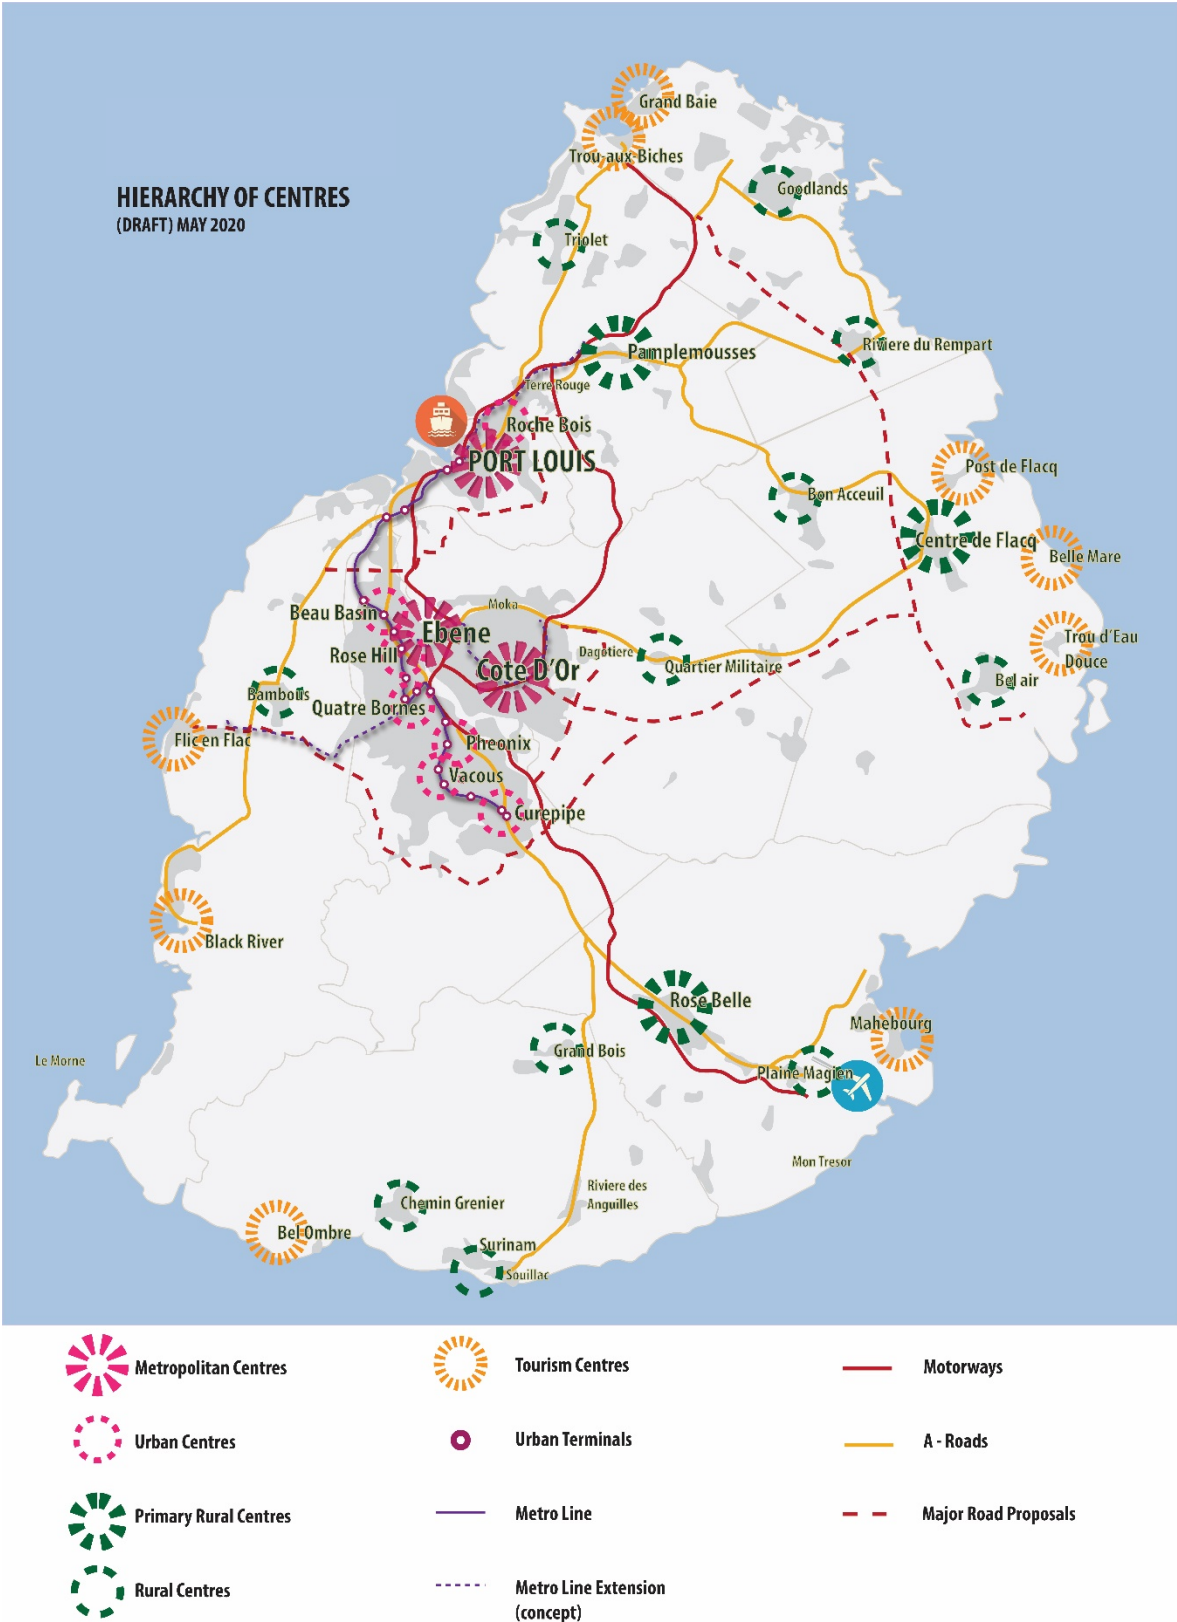 Grand Baie
Trou-aux-Biches
HIERARCHY OF CENTRES
(DRAFT) MAY 2020
Goodlands
Triolet
Riviere du Rempart
Pamplemousses
Terre Rouge
Roche Bois
PORT LOUIS
Post de Flacq
Bon Acceuil
Centre de Flacq
Belle Mare
Moka
Beau Basin
Ebene
Trou d'Eau
Douce
Dagotiere
Rose Hill
Quartier Militaire
Cote D'Or
Bel air
Bambous
Quatre Bornes
Flic en Flac
Pheonix
Vacous
Curepipe
Black River
Rose Belle
Mahebourg
Grand Bois
Le Morne
Plaine Magien
Mon Tresor
Riviere des
Anguilles
Chemin Grenier
Bel Ombre
Surinam
Souillac
Metropolitan Centres
Tourism Centres
Motorways
Urban Centres
Urban Terminals
A - Roads
Primary Rural Centres
Metro Line
Major Road Proposals
Rural Centres
Metro Line Extension
(concept)